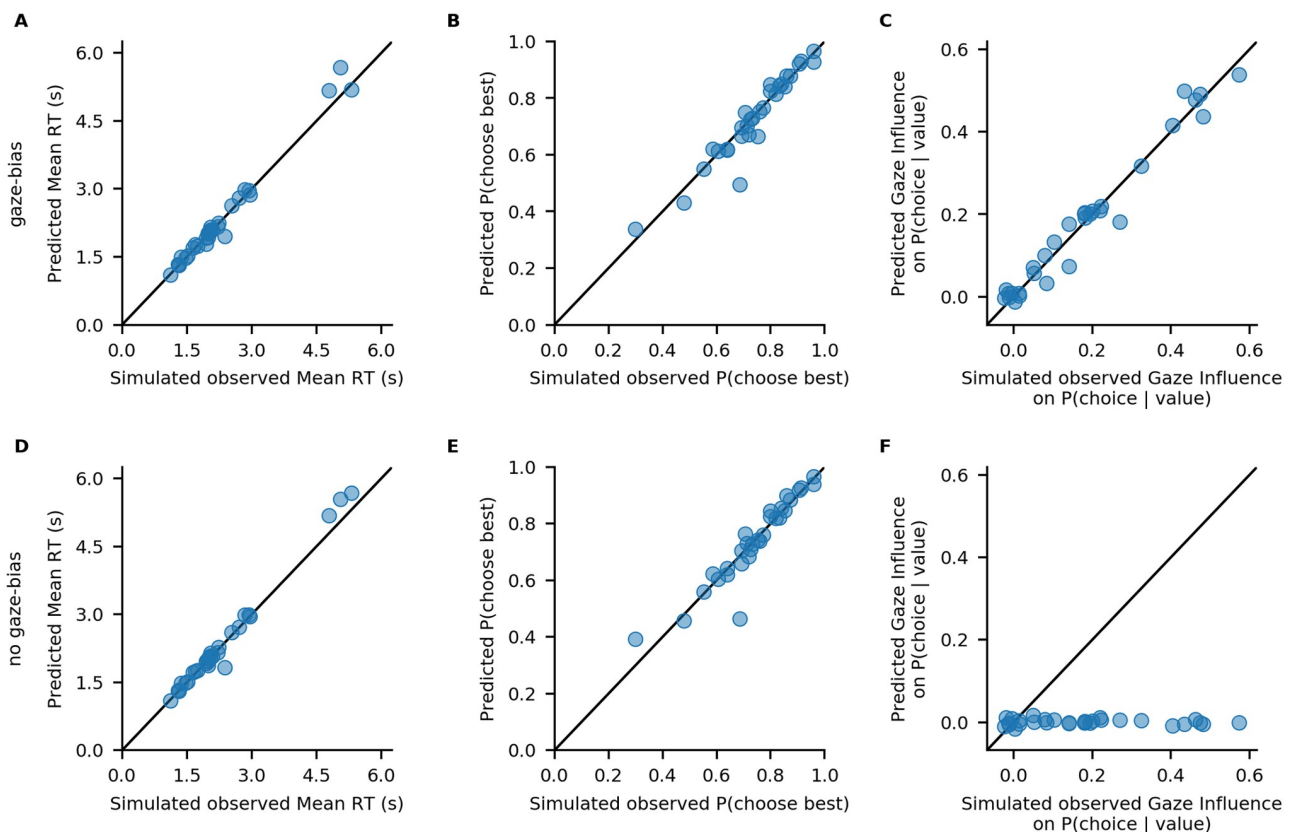 A
gaze-bias
Predicted Mean RT (s)
6.0
4.5
3.0
1.5
0.0
0.0 1.5 3.0 4.5 6.0
Simulated observed Mean RT (s)
B
Predicted P(choose best)
1.0
0.8
0.6
0.4
0.2
0.0
0.0 0.2 0.4 0.6 0.8 1.0
Simulated observed P(choose best)
C
Predicted Gaze Influence
on P(choice | value)
0.6
0.4
0.2
0.0
0.0 0.2 0.4 0.6
Simulated observed Gaze Influence
on P(choice | value)
D
no gaze-bias
Predicted Mean RT (s)
6.0
4.5
3.0
1.5
0.0
0.0 1.5 3.0 4.5 6.0
Simulated observed Mean RT (s)
E
Predicted P(choose best)
1.0
0.8
0.6
0.4
0.2
0.0
0.0 0.2 0.4 0.6 0.8 1.0
Simulated observed P(choose best)
F
Predicted Gaze Influence
on P(choice | value)
0.6
0.4
0.2
0.0
0.0 0.2 0.4 0.6
Simulated observed Gaze Influence
on P(choice | value)